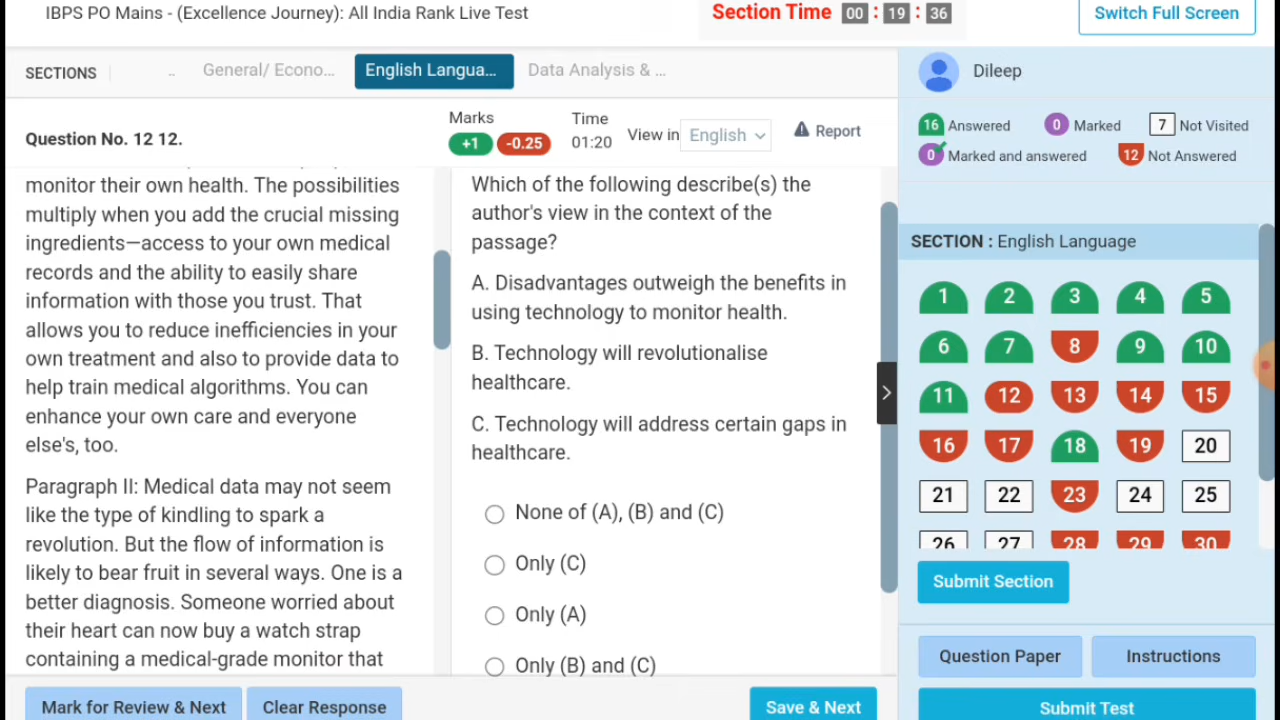 IBPS PO Mains - (Excellence Journey): All India Rank Live Test
Section Time 00 : 19 : 36
Switch Full Screen
SECTIONS
..
General/ Econo...
English Langua...
Data Analysis & ...
Dileep
Question No. 12 12.
Marks
+1 -0.25
Time
01:20
View in English
Report
16 Answered
0 Marked
7 Not Visited
0 Marked and answered
12 Not Answered
monitor their own health. The possibilities
multiply when you add the crucial missing
ingredients—access to your own medical
records and the ability to easily share
information with those you trust. That
allows you to reduce inefficiencies in your
own treatment and also to provide data to
help train medical algorithms. You can
enhance your own care and everyone
else's, too.
Paragraph II: Medical data may not seem
like the type of kindling to spark a
revolution. But the flow of information is
likely to bear fruit in several ways. One is a
better diagnosis. Someone worried about
their heart can now buy a watch strap
containing a medical-grade monitor that
Which of the following describe(s) the
author's view in the context of the
passage?
A. Disadvantages outweigh the benefits in
using technology to monitor health.
B. Technology will revolutionalise
healthcare.
C. Technology will address certain gaps in
healthcare.
None of (A), (B) and (C)
Only (C)
Only (A)
Only (B) and (C)
SECTION : English Language
1 2 3 4 5
6 7 8 9 10
11 12 13 14 15
16 17 18 19 20
21 22 23 24 25
26 27 28 29 30
Submit Section
Question Paper
Instructions
Mark for Review & Next
Clear Response
Save & Next
Submit Test